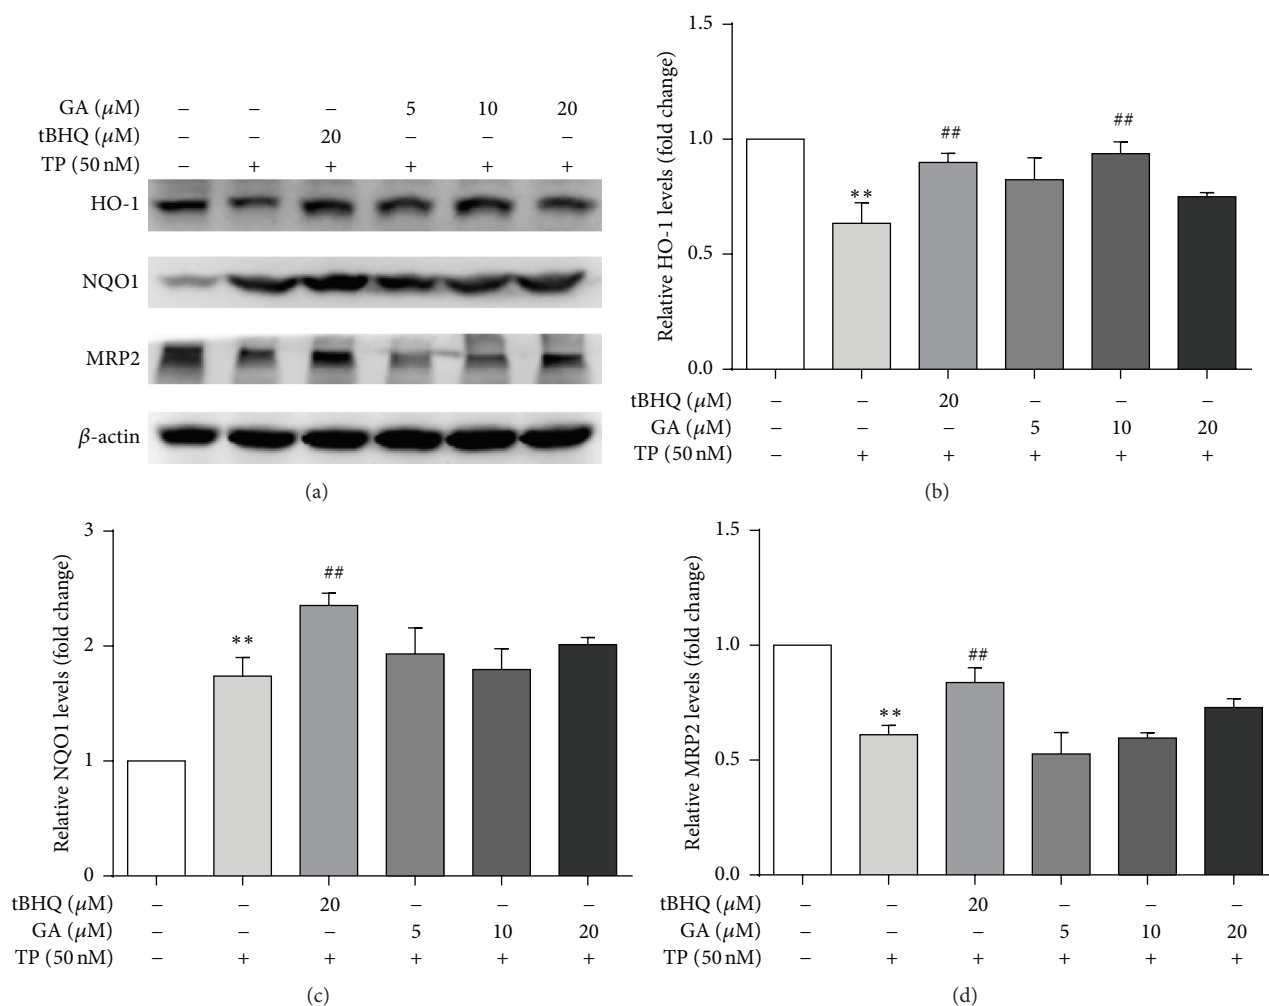 GA (μM) – – – 5 10 20
tBHQ (μM) – – 20 – – –
TP (50 nM) – + + + + +
HO-1
NQO1
MRP2
β-actin
(a)
Relative HO-1 levels (fold change)
1.5
1.0
0.5
0.0
**
##
##
tBHQ (μM) – – 20 – – –
GA (μM) – – – 5 10 20
TP (50 nM) – + + + + +
(b)
Relative NQO1 levels (fold change)
3
2
1
0
**
##
tBHQ (μM) – – 20 – – –
GA (μM) – – – 5 10 20
TP (50 nM) – + + + + +
(c)
Relative MRP2 levels (fold change)
1.5
1.0
0.5
0.0
**
##
tBHQ (μM) – – 20 – – –
GA (μM) – – – 5 10 20
TP (50 nM) – + + + + +
(d)